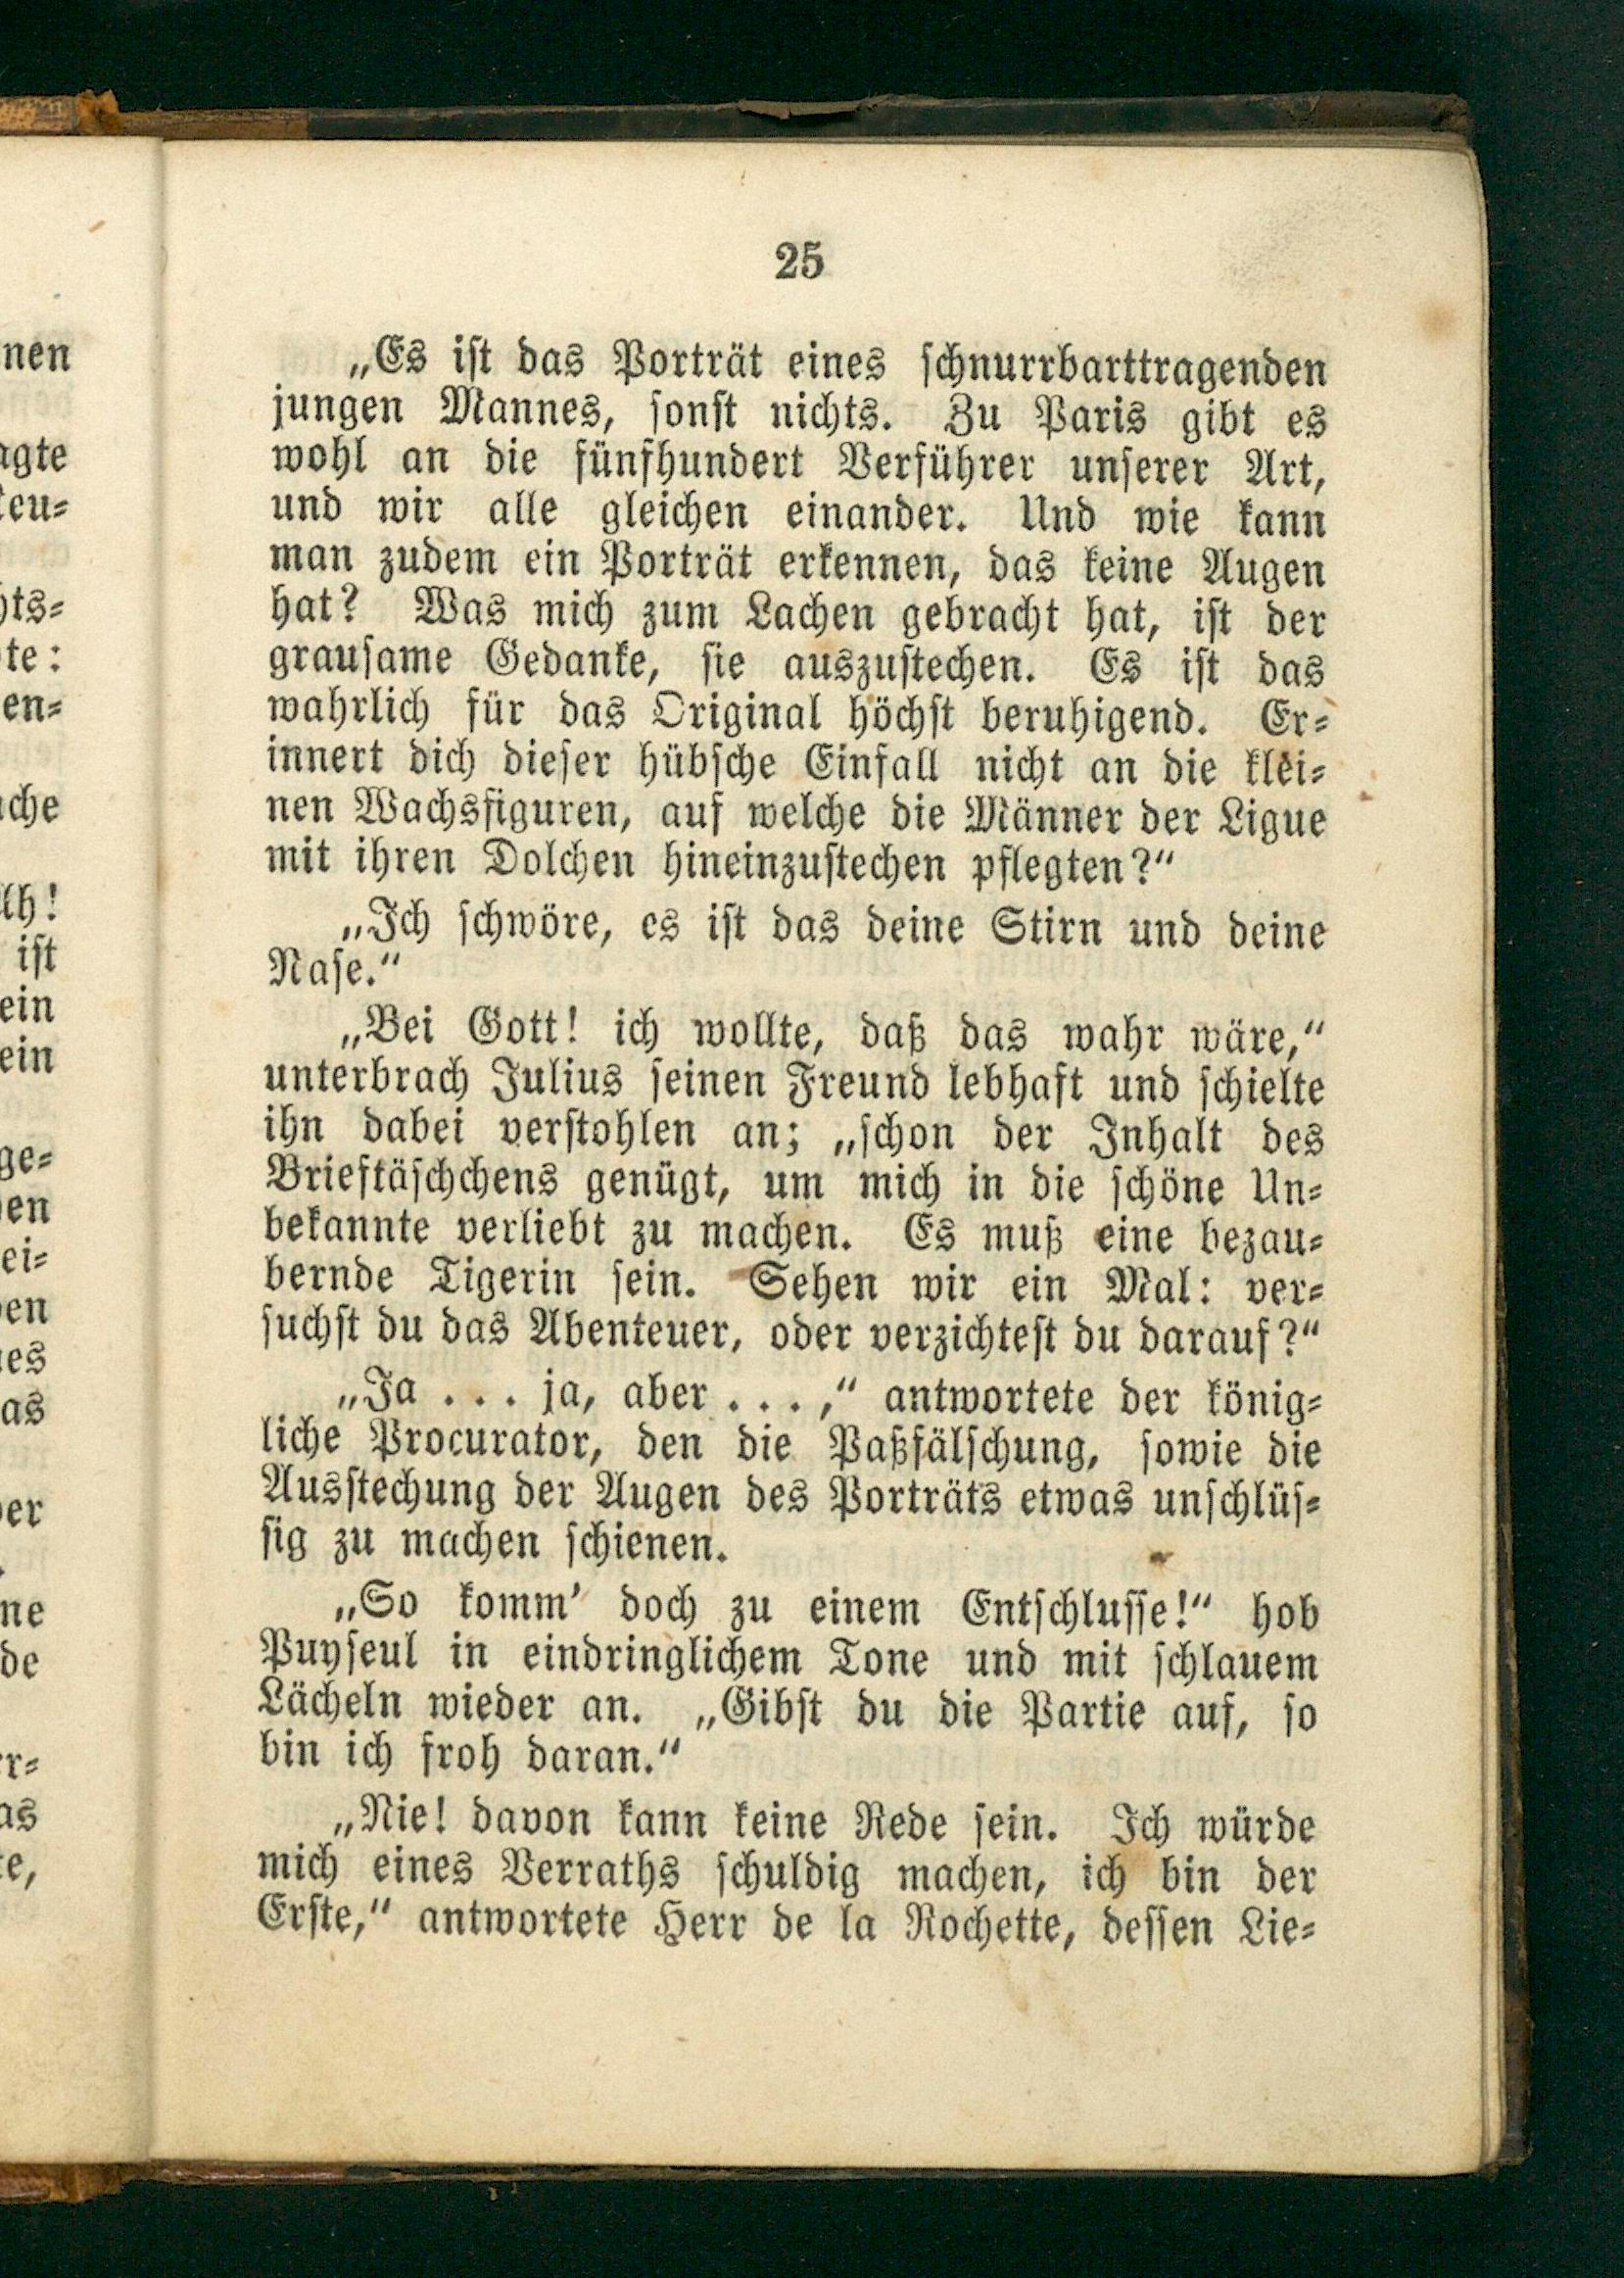 25
„Es ist das Porträt eines schnurrbarttragenden
jungen Mannes, sonst nichts. Zu Paris gibt es
wohl an die fünfhundert Verführer unserer Art,
und wir alle gleichen einander. Und wie kann
man zudem ein Porträt erkennen, das keine Augen
hat? Was mich zum Lachen gebracht hat, ist der
grausame Gedanke, sie auszustechen. Es ist das
wahrlich für das Original höchst beruhigend. Er-
innert dich dieser hübsche Einfall nicht an die klei-
nen Wachsfiguren, auf welche die Männer der Ligue
mit ihren Dolchen hineinzustechen pflegten?“
„Ich schwöre, es ist das deine Stirn und deine
Nase.“
„Bei Gott! ich wollte, daß das wahr wäre,“
unterbrach Julius seinen Freund lebhaft und schielte
ihn dabei verstohlen an; „schon der Inhalt des
Brieftäschchens genügt, um mich in die schöne Un-
bekannte verliebt zu machen. Es muß eine bezau-
bernde Tigerin sein. Sehen wir ein Mal: ver-
suchst du das Abenteuer, oder verzichtest du darauf?“
„Ja . . . ja, aber . . . ,“ antwortete der könig-
liche Procurator, den die Paßfälschung, sowie die
Ausstechung der Augen des Porträts etwas unschlüs-
sig zu machen schienen.
„So komm' doch zu einem Entschlusse!“ hob
Puyseul in eindringlichem Tone und mit schlauem
Lächeln wieder an. „Gibst du die Partie auf, so
bin ich froh daran.“
„Nie! davon kann keine Rede sein. Ich würde
mich eines Verraths schuldig machen, ich bin der
Erste,“ antwortete Herr de la Rochette, dessen Lie-